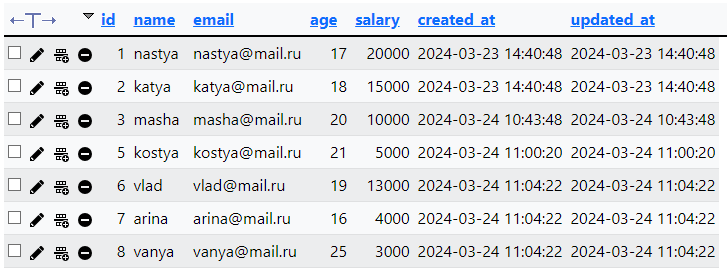 id name email age salary created_at updated_at
1 nastya nastya@mail.ru 17 20000 2024-03-23 14:40:48 2024-03-23 14:40:48
2 katya katya@mail.ru 18 15000 2024-03-23 14:40:48 2024-03-23 14:40:48
3 masha masha@mail.ru 20 10000 2024-03-24 10:43:48 2024-03-24 10:43:48
5 kostya kostya@mail.ru 21 5000 2024-03-24 11:00:20 2024-03-24 11:00:20
6 vlad vlad@mail.ru 19 13000 2024-03-24 11:04:22 2024-03-24 11:04:22
7 arina arina@mail.ru 16 4000 2024-03-24 11:04:22 2024-03-24 11:04:22
8 vanya vanya@mail.ru 25 3000 2024-03-24 11:04:22 2024-03-24 11:04:22